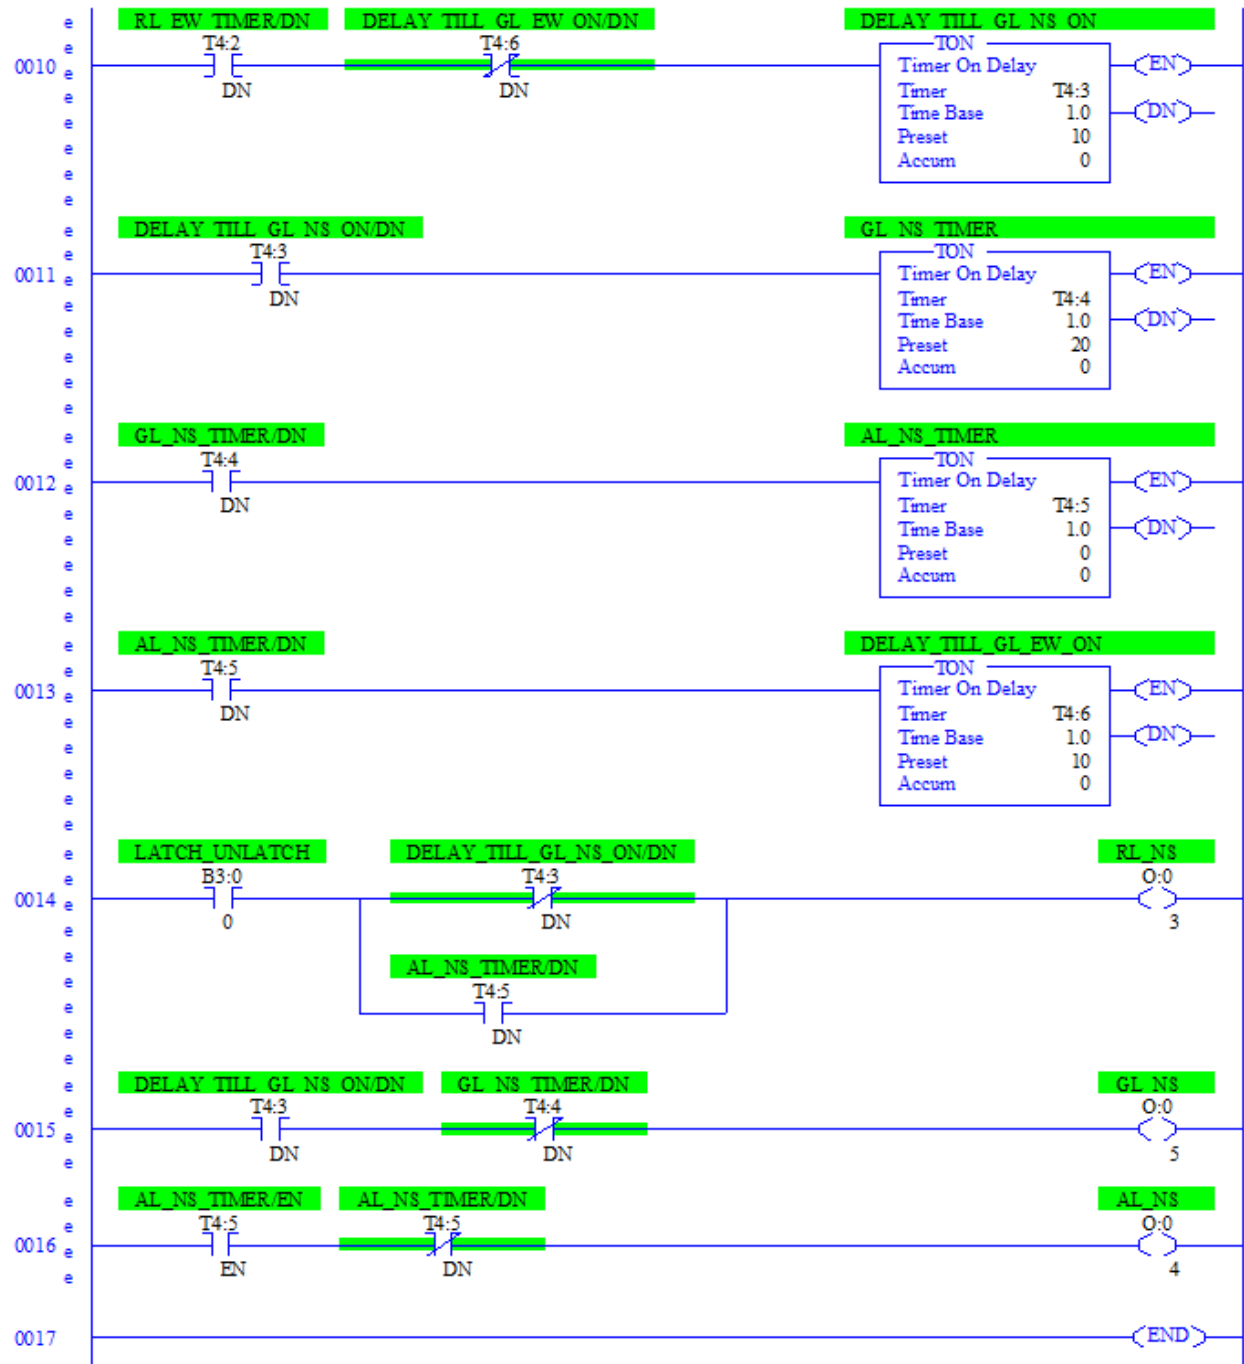 e RL_EW_TIMER/DN DELAY_TILL_GL_EW_ON/DN DELAY_TILL_GL_NS_ON
e T4:2 T4:6 TON
0010 e Timer On Delay EN
e DN DN Timer T4:3
e Time Base 1.0 DN
e Preset 10
e Accum 0
e
e DELAY_TILL_GL_NS_ON/DN GL_NS_TIMER
e T4:3 TON
0011 e Timer On Delay EN
e DN Timer T4:4
e Time Base 1.0 DN
e Preset 20
e Accum 0
e
e GL_NS_TIMER/DN AL_NS_TIMER
e T4:4 TON
0012 e Timer On Delay EN
e DN Timer T4:5
e Time Base 1.0 DN
e Preset 0
e Accum 0
e
e AL_NS_TIMER/DN DELAY_TILL_GL_EW_ON
e T4:5 TON
0013 e Timer On Delay EN
e DN Timer T4:6
e Time Base 1.0 DN
e Preset 10
e Accum 0
e
e LATCH_UNLATCH DELAY_TILL_GL_NS_ON/DN RL_NS
e B3:0 T4:3 O:0
0014 e
e 0 DN 3
e AL_NS_TIMER/DN
e T4:5
e
e DN
e
e DELAY_TILL_GL_NS_ON/DN GL_NS_TIMER/DN GL_NS
e T4:3 T4:4 O:0
0015 e
e DN DN 5
e AL_NS_TIMER/EN AL_NS_TIMER/DN AL_NS
e T4:5 T4:5 O:0
0016 e
e EN DN 4
0017 END